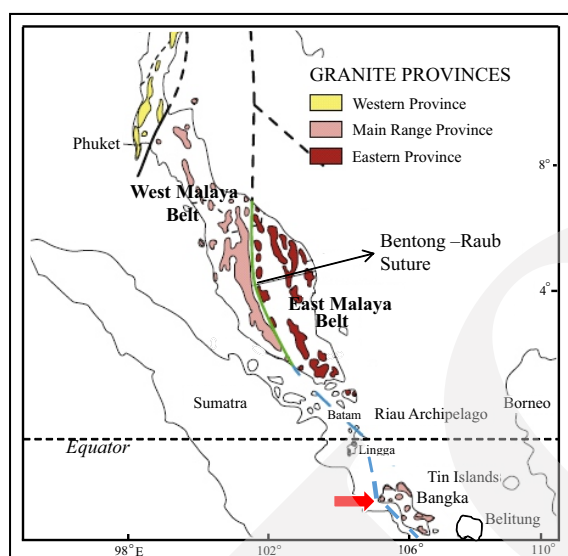 GRANITE PROVINCES
Western Province
Main Range Province
Eastern Province
Phuket
8°
West Malaya
Belt
Bentong –Raub
Suture
4°
East Malaya
Belt
Sumatra
Batam
Riau Archipelago
Borneo
Equator
Lingga
Tin Islands
Bangka
Belitung
98° E
102
106°
110°